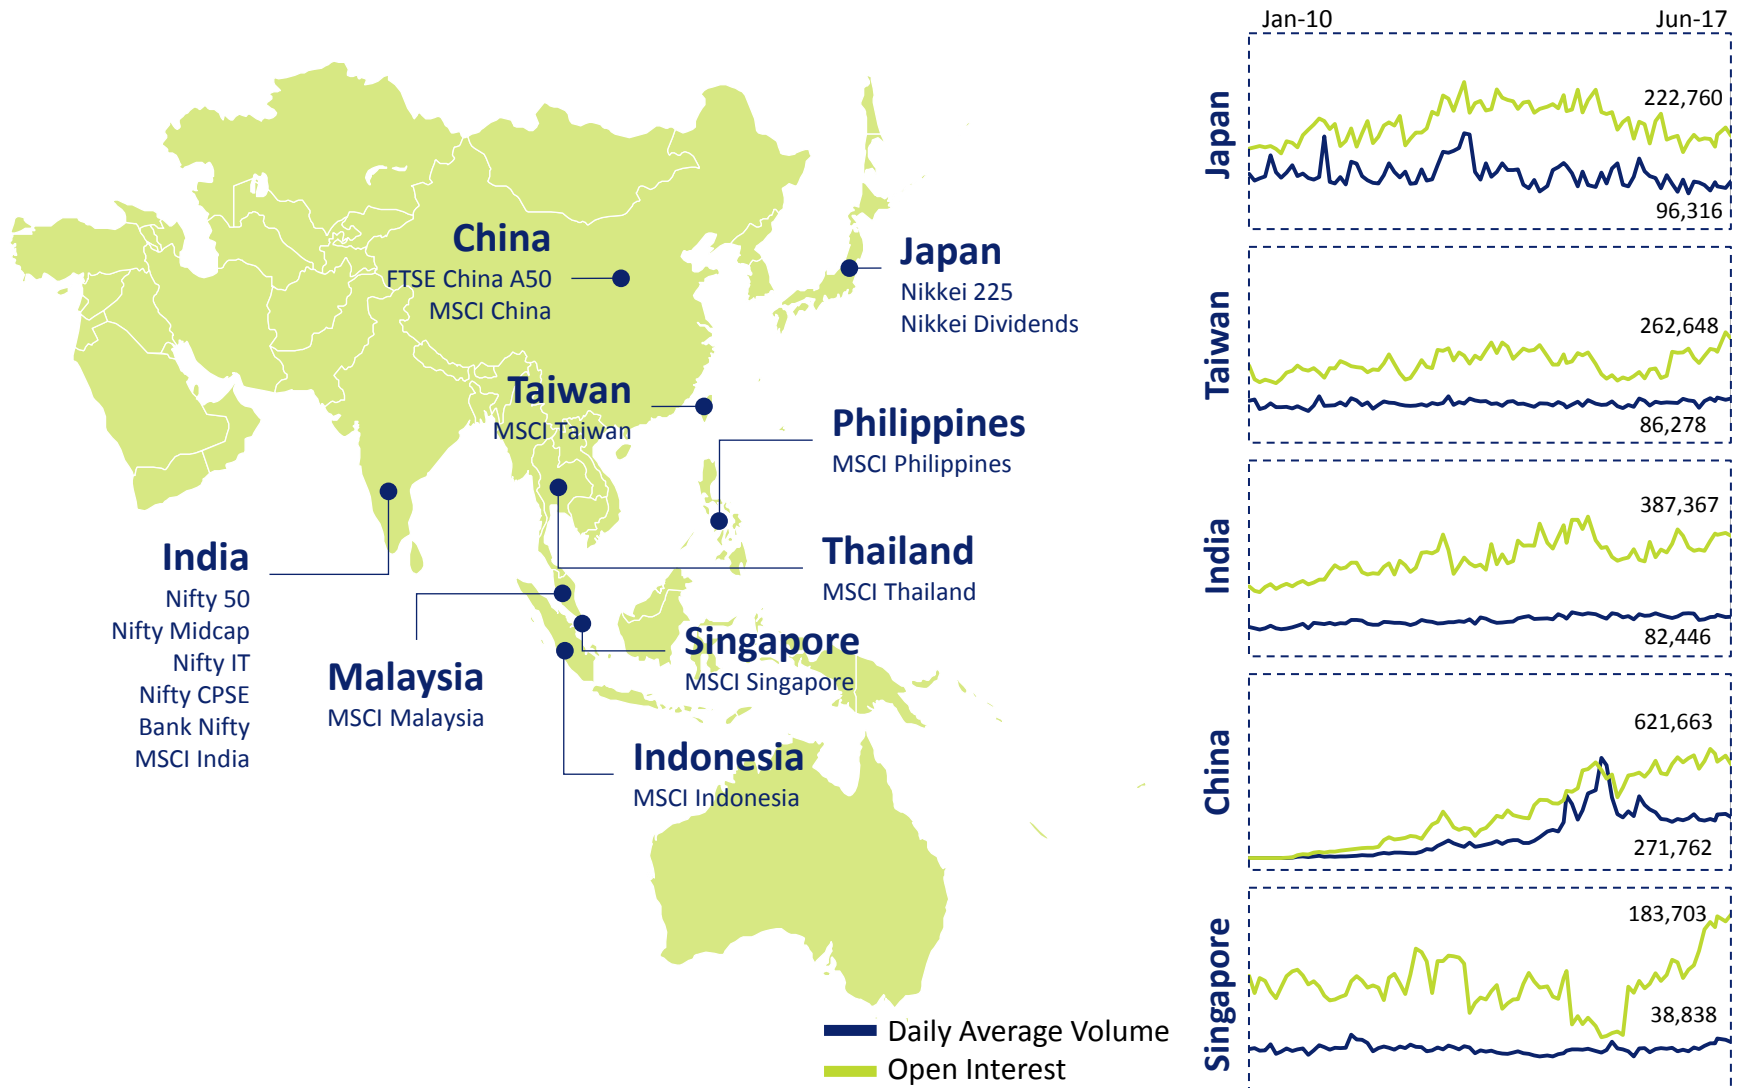 China
FTSE China A50
MSCI China
Japan
Nikkei 225
Nikkei Dividends
Taiwan
MSCI Taiwan
Philippines
MSCI Philippines
Thailand
MSCI Thailand
India
Nifty 50
Nifty Midcap
Nifty IT
Nifty CPSE
Bank Nifty
MSCI India
Malaysia
MSCI Malaysia
Singapore
MSCI Singapore
Indonesia
MSCI Indonesia
Daily Average Volume
Open Interest
Jan-10 Jun-17
Japan
222,760
96,316
Taiwan
262,648
86,278
India
387,367
82,446
China
621,663
271,762
Singapore
183,703
38,838